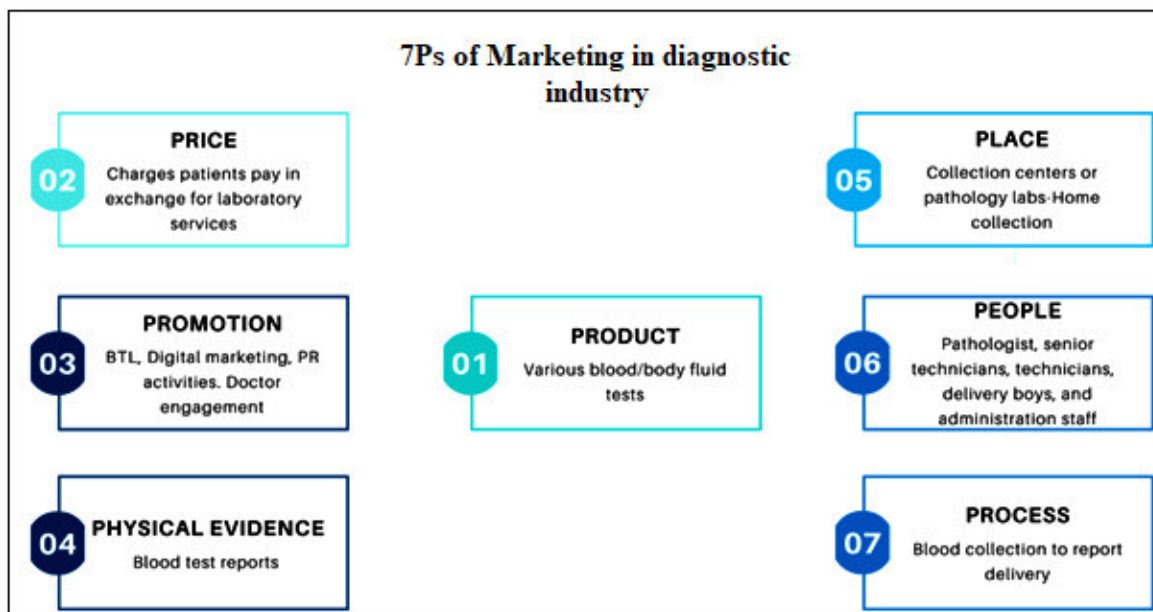 7Ps of Marketing in diagnostic
industry
02
PRICE
Charges patients pay in
exchange for laboratory
services
03
PROMOTION
BTL, Digital marketing, PR
activities. Doctor
engagement
04
PHYSICAL EVIDENCE
Blood test reports
01
PRODUCT
Various blood/body fluid
tests
05
PLACE
Collection centers or
pathology labs-Home
collection
06
PEOPLE
Pathologist, senior
technicians, technicians,
delivery boys, and
administration staff
07
PROCESS
Blood collection to report
delivery